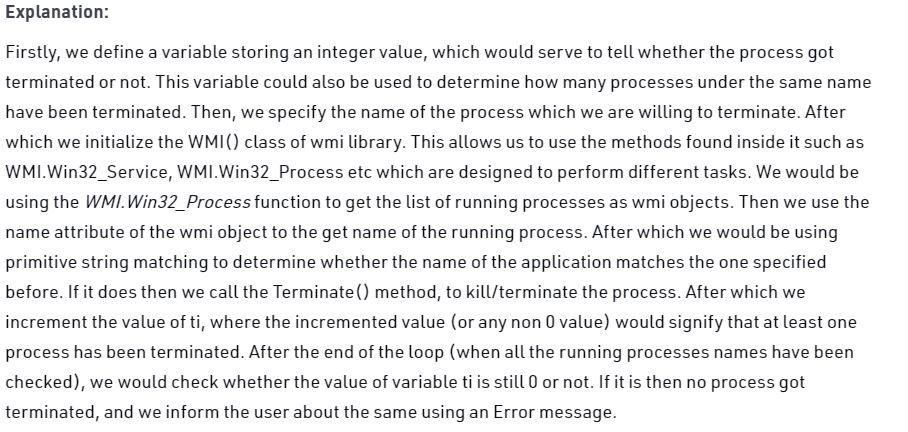 Explanation:
Firstly, we define a variable storing an integer value, which would serve to tell whether the process got
terminated or not. This variable could also be used to determine how many processes under the same name
have been terminated. Then, we specify the name of the process which we are willing to terminate. After
which we initialize the WMI() class of wmi library. This allows us to use the methods found inside it such as
WMI.Win32_Service, WMI.Win32_Process etc which are designed to perform different tasks. We would be
using the WMI.Win32_Process function to get the list of running processes as wmi objects. Then we use the
name attribute of the wmi object to the get name of the running process. After which we would be using
primitive string matching to determine whether the name of the application matches the one specified
before. If it does then we call the Terminate() method, to kill/terminate the process. After which we
increment the value of ti, where the incremented value (or any non 0 value) would signify that at least one
process has been terminated. After the end of the loop (when all the running processes names have been
checked), we would check whether the value of variable ti is still 0 or not. If it is then no process got
terminated, and we inform the user about the same using an Error message.